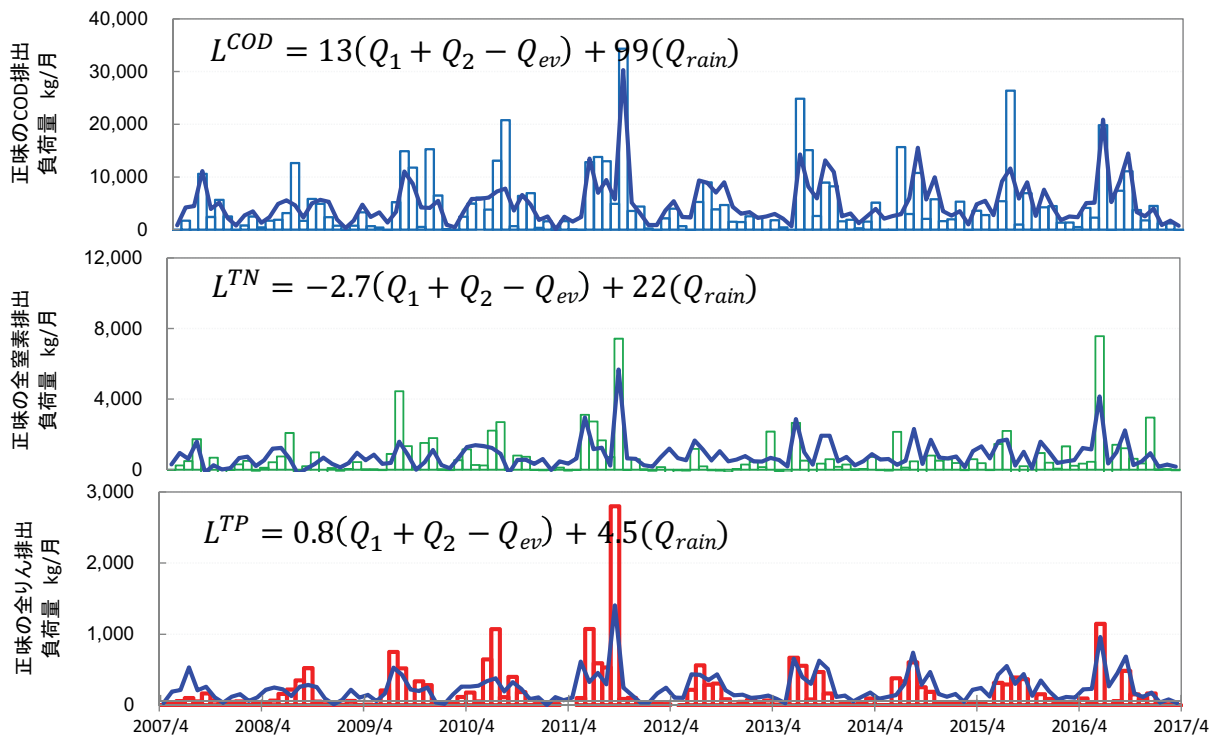 正味のCOD排出
負荷量 kg/月
40,000
30,000
20,000
10,000
0
L^{COD} = 13(Q_1 + Q_2 − Q_{ev}) + 99(Q_{rain})
正味の全窒素排出
負荷量 kg/月
12,000
8,000
4,000
0
L^{TN} = −2.7(Q_1 + Q_2 − Q_{ev}) + 22(Q_{rain})
正味の全りん排出
負荷量 kg/月
3,000
2,000
1,000
0
L^{TP} = 0.8(Q_1 + Q_2 − Q_{ev}) + 4.5(Q_{rain})
2007/4 2008/4 2009/4 2010/4 2011/4 2012/4 2013/4 2014/4 2015/4 2016/4 2017/4